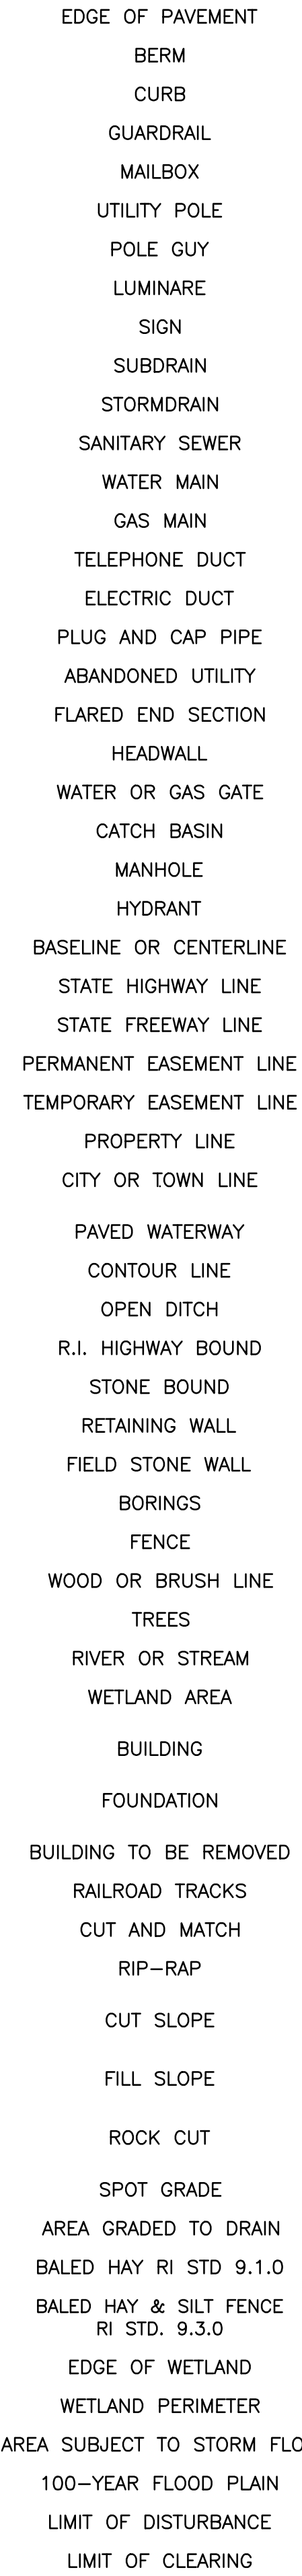 EDGE OF PAVEMENT
BERM
CURB
GUARDRAIL
MAILBOX
UTILITY POLE
POLE GUY
LUMINARE
SIGN
SUBDRAIN
STORMDRAIN
SANITARY SEWER
WATER MAIN
GAS MAIN
TELEPHONE DUCT
ELECTRIC DUCT
PLUG AND CAP PIPE
ABANDONED UTILITY
FLARED END SECTION
HEADWALL
WATER OR GAS GATE
CATCH BASIN
MANHOLE
HYDRANT
BASELINE OR CENTERLINE
STATE HIGHWAY LINE
STATE FREEWAY LINE
PERMANENT EASEMENT LINE
TEMPORARY EASEMENT LINE
PROPERTY LINE
CITY OR TOWN LINE
PAVED WATERWAY
CONTOUR LINE
OPEN DITCH
R.I. HIGHWAY BOUND
STONE BOUND
RETAINING WALL
FIELD STONE WALL
BORINGS
FENCE
WOOD OR BRUSH LINE
TREES
RIVER OR STREAM
WETLAND AREA
BUILDING
FOUNDATION
BUILDING TO BE REMOVED
RAILROAD TRACKS
CUT AND MATCH
RIP-RAP
CUT SLOPE
FILL SLOPE
ROCK CUT
SPOT GRADE
AREA GRADED TO DRAIN
BALED HAY RI STD 9.1.0
BALED HAY & SILT FENCE
RI STD. 9.3.0
EDGE OF WETLAND
WETLAND PERIMETER
AREA SUBJECT TO STORM FLO
100-YEAR FLOOD PLAIN
LIMIT OF DISTURBANCE
LIMIT OF CLEARING